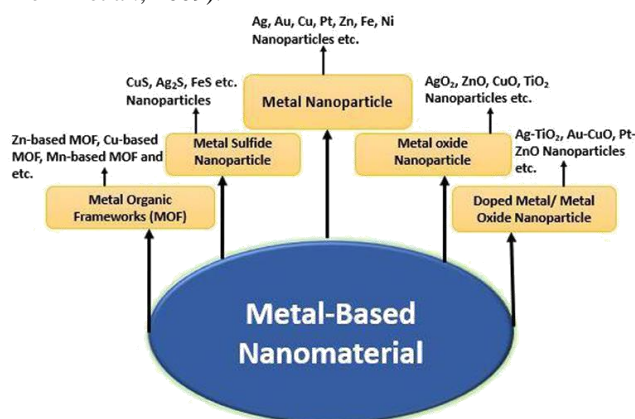 Ag, Au, Cu, Pt, Zn, Fe, Ni
Nanoparticles etc.
CuS, Ag₂S, FeS etc.
Nanoparticles
Metal Nanoparticle
AgO₂, ZnO, CuO, TiO₂
Nanoparticles etc.
Zn-based MOF, Cu-based
MOF, Mn-based MOF and
etc.
Metal Sulfide
Nanoparticle
Metal oxide
Nanoparticle
Ag-TiO₂, Au-CuO, Pt-
ZnO Nanoparticles
etc.
Metal Organic
Frameworks (MOF)
Doped Metal/ Metal
Oxide Nanoparticle
Metal-Based
Nanomaterial